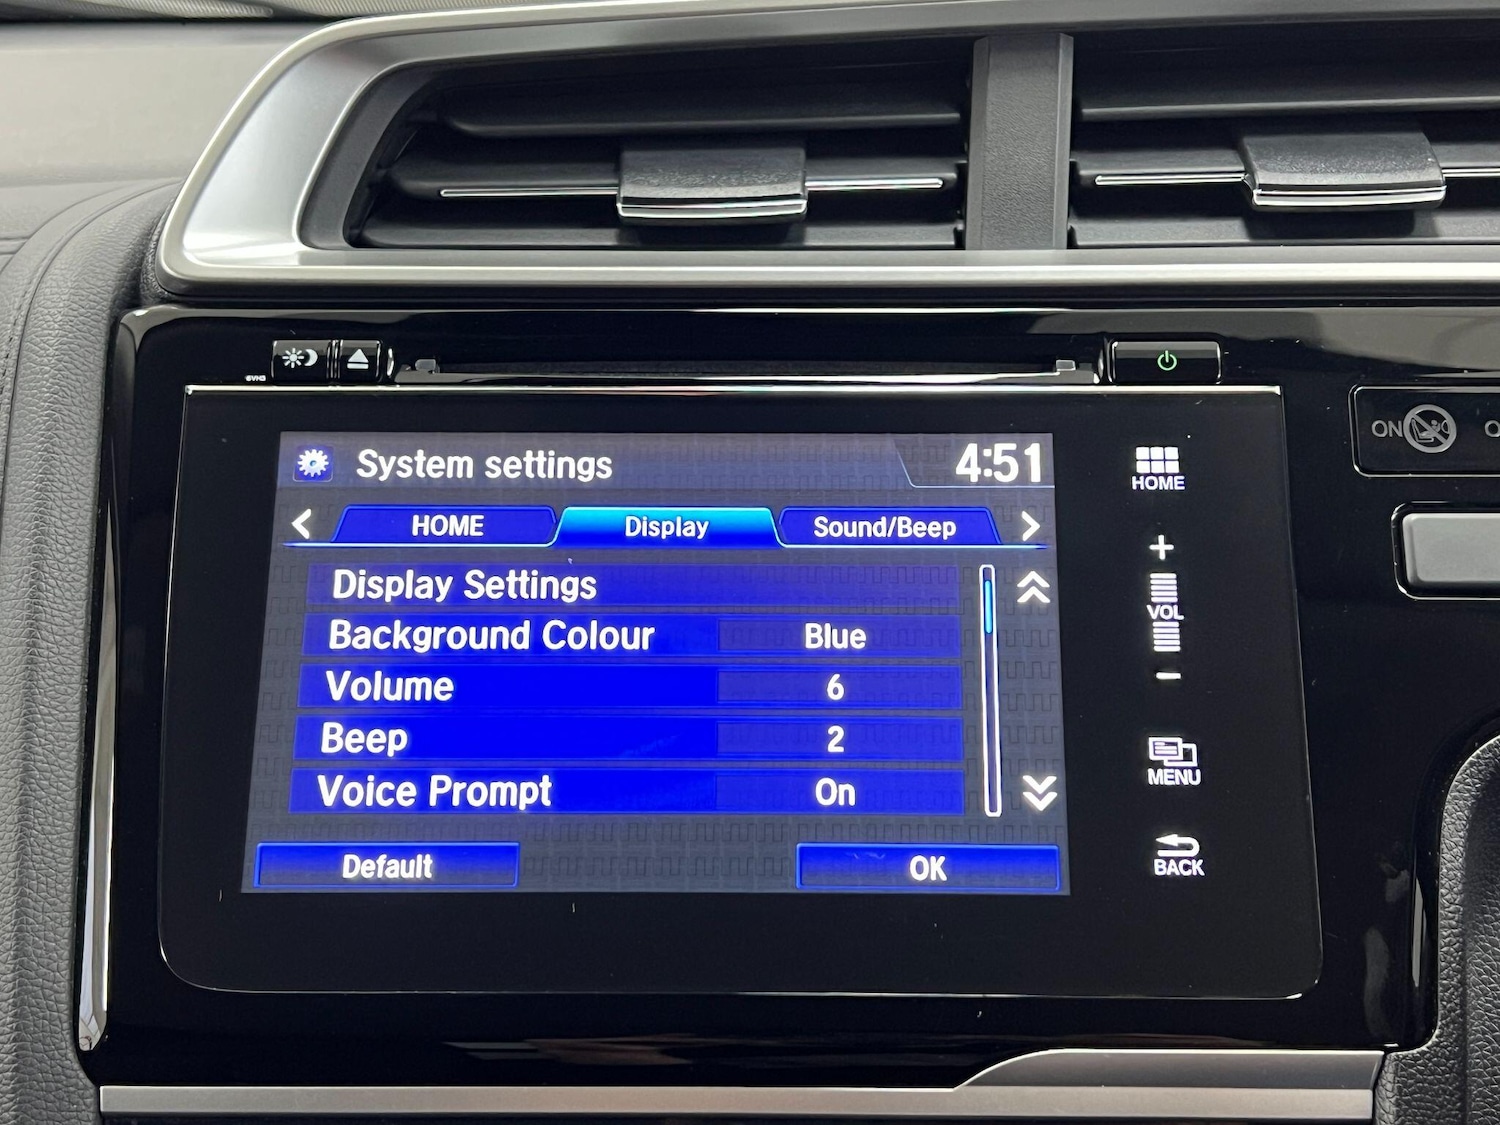 6VH3
System settings
4:51
HOME
Display
Sound/Beep
Display Settings
Background Colour
Blue
Volume
6
Beep
2
Voice Prompt
On
Default
OK
HOME
+
VOL
−
MENU
BACK
ON